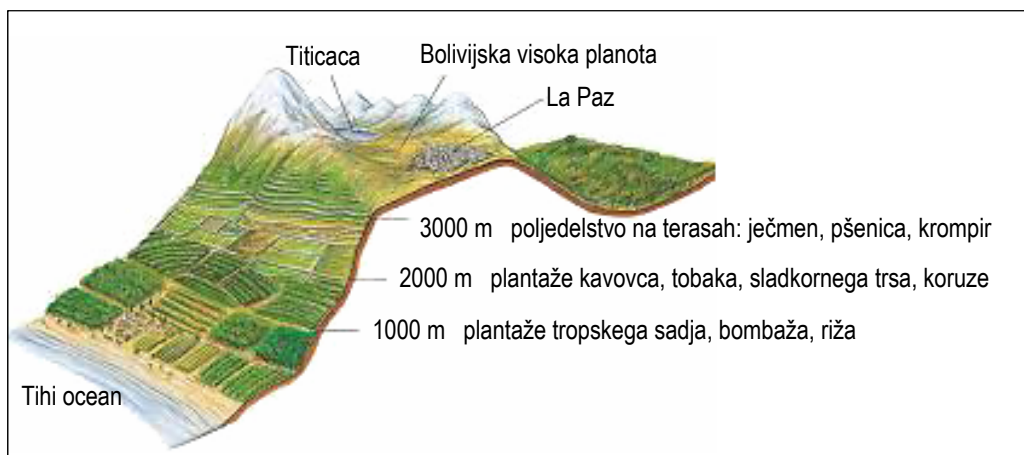 Titicaca
Bolivijska visoka planota
La Paz
3000 m poljedelstvo na terasah: ječmen, pšenica, krompir
2000 m plantaže kavovca, tobaka, sladkornega trsa, koruze
1000 m plantaže tropskega sadja, bombaža, riža
Tihi ocean